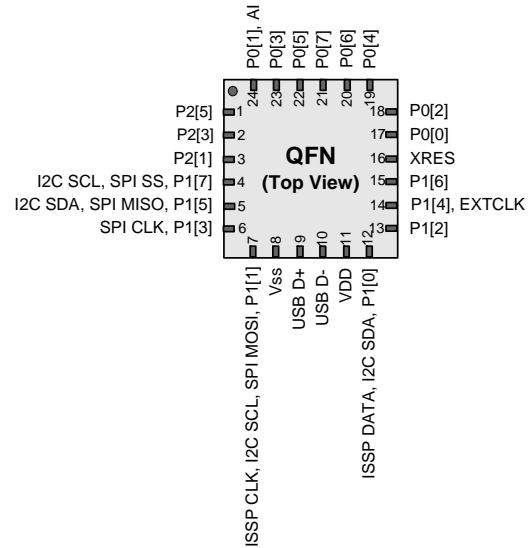 P0[1], AI
P0[3]
P0[5]
P0[7]
P0[6]
P0[4]
24
23
22
21
20
19
P2[5]
1
P2[3]
2
P2[1]
3
I2C SCL, SPI SS, P1[7]
4
I2C SDA, SPI MISO, P1[5]
5
SPI CLK, P1[3]
6
QFN
(Top View)
18
P0[2]
17
P0[0]
16
XRES
15
P1[6]
14
P1[4], EXTCLK
13
P1[2]
7
8
9
10
11
12
ISSP CLK, I2C SCL, SPI MOSI, P1[1]
Vss
USB D+
USB D-
VDD
ISSP DATA, I2C SDA, P1[0]